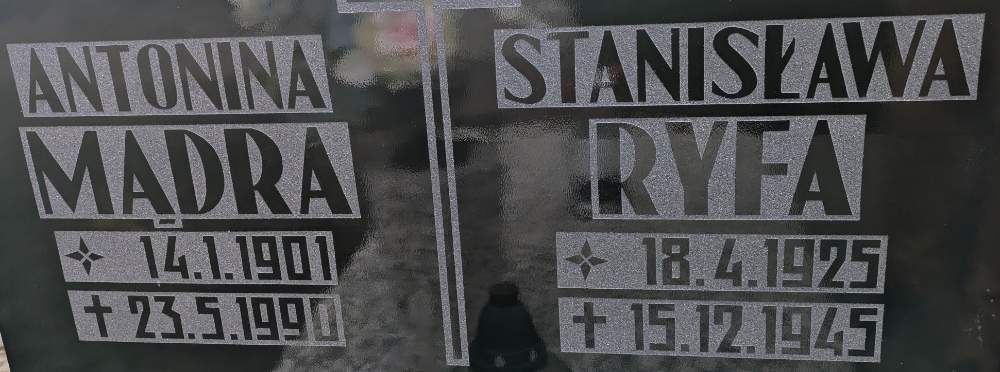 ANTONINA
MĄDRA
14.1.1901
✝ 23.5.1990
STANISŁAWA
RYFA
18.4.1925
✝ 15.12.1945